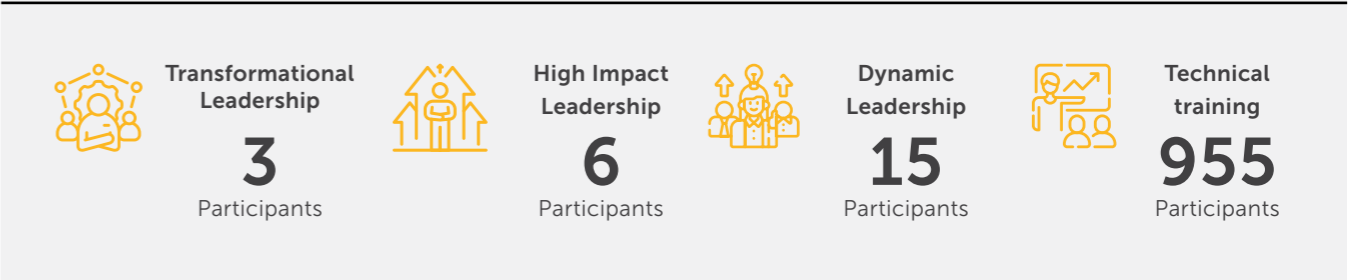 Transformational
Leadership
3
Participants
High Impact
Leadership
6
Participants
Dynamic
Leadership
15
Participants
Technical
training
955
Participants